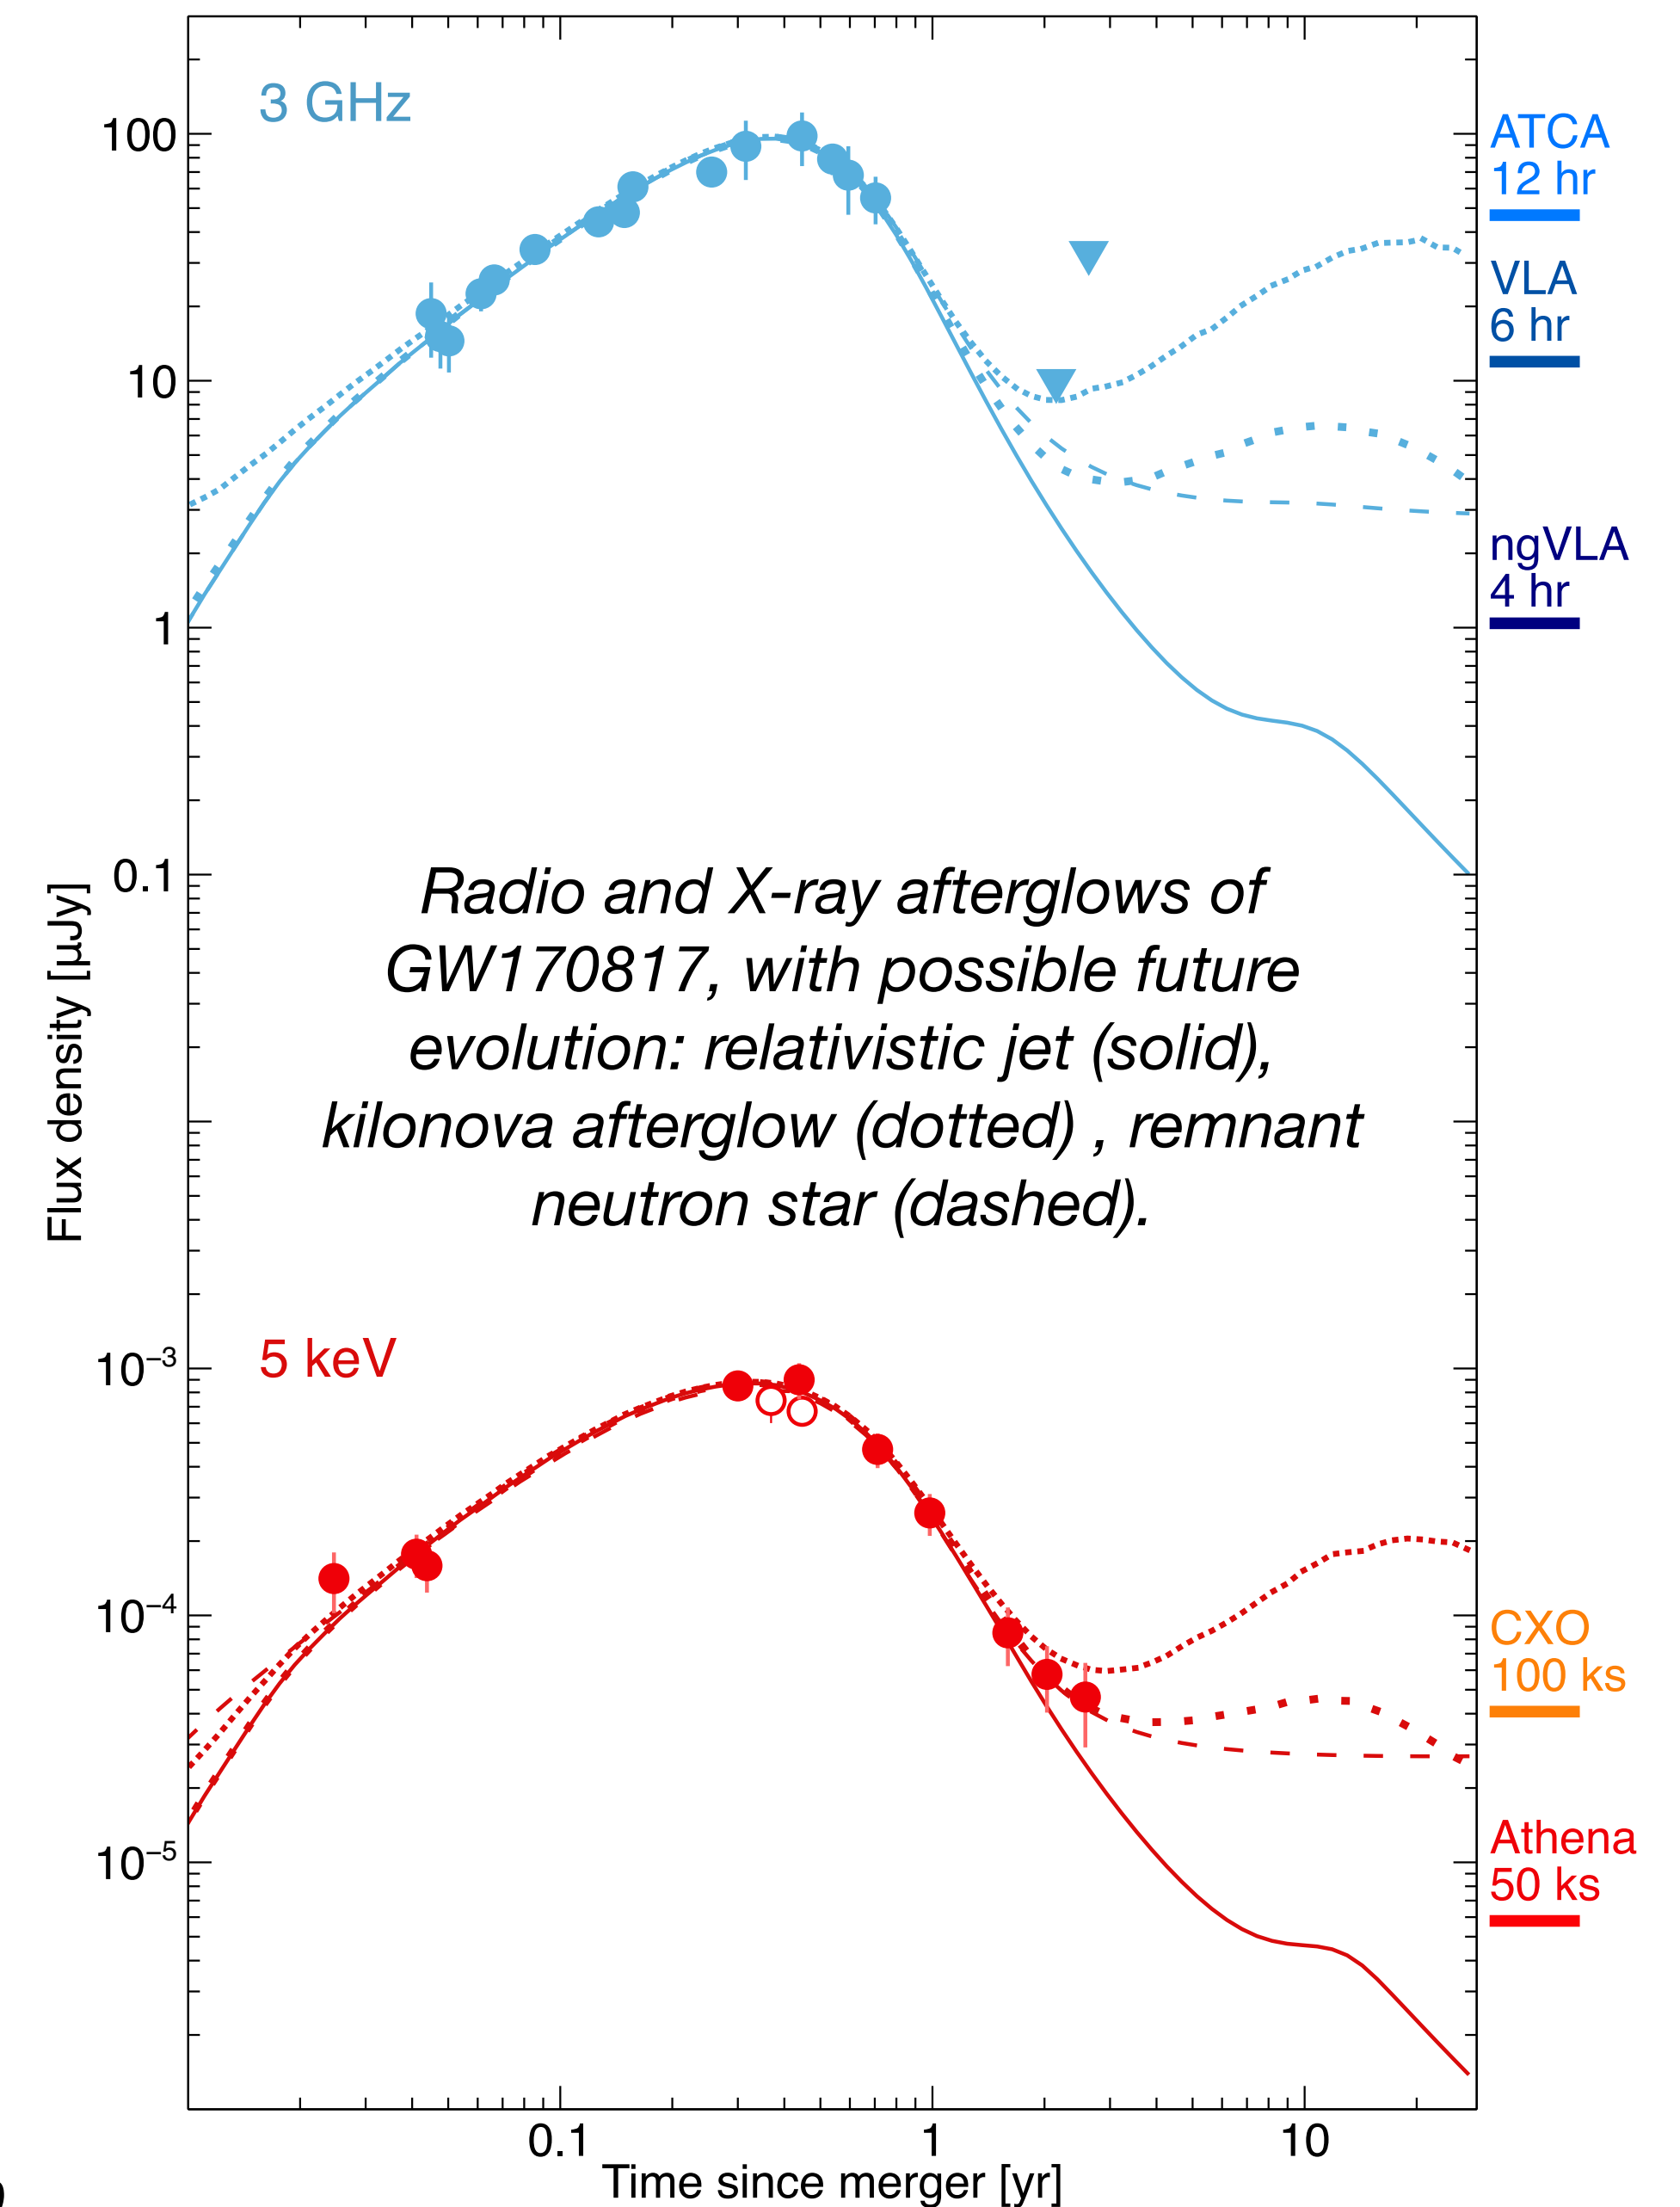 3 GHz
100
10
1
0.1
10⁻³
10⁻⁴
10⁻⁵
Flux density [µJy]
ATCA
12 hr
VLA
6 hr
ngVLA
4 hr
Radio and X-ray afterglows of
GW170817, with possible future
evolution: relativistic jet (solid),
kilonova afterglow (dotted) , remnant
neutron star (dashed).
5 keV
CXO
100 ks
Athena
50 ks
0.1
1
10
Time since merger [yr]